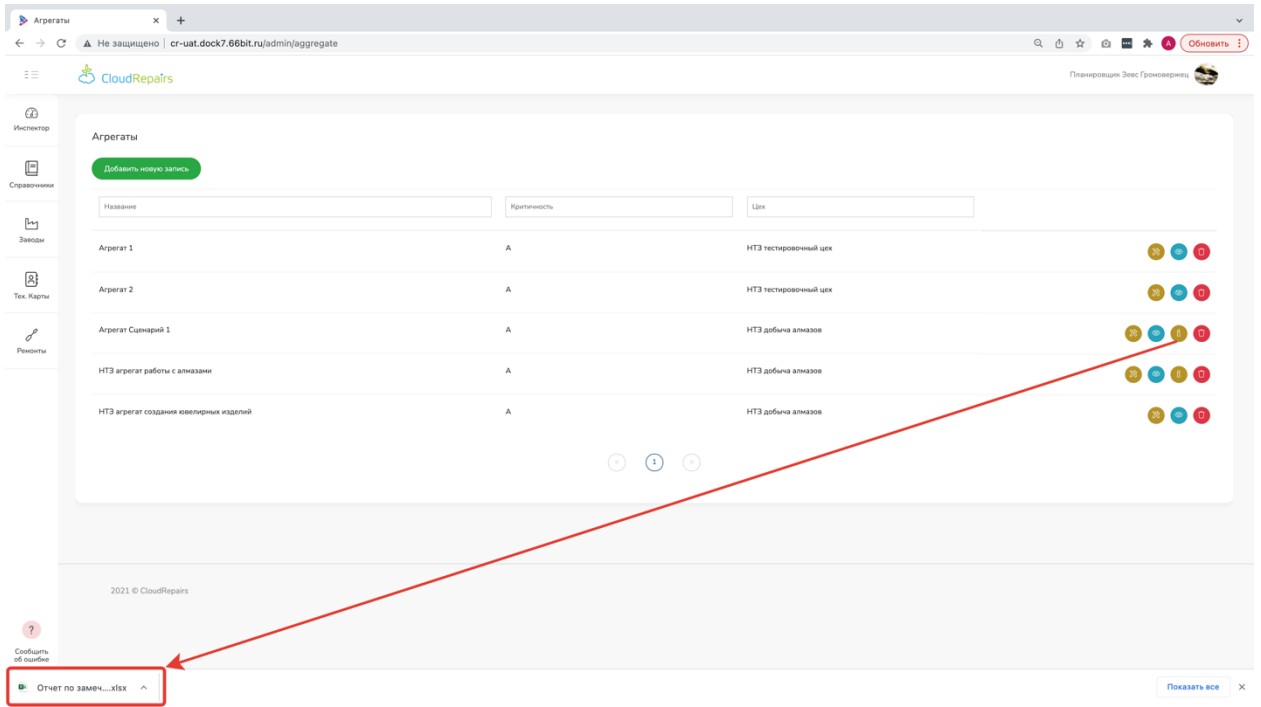 Агрегаты
Не защищено | cr-uat.dock7.66bit.ru/admin/aggregate
A
Обновить
CloudRepairs
Планировщик Зевс Громовержец
Инспектор
Справочники
Заводы
Тех. Карты
Ремонты
Агрегаты
Добавить новую запись
Название Критичность Цех
Агрегат 1 А НТЗ тестировочный цех
Агрегат 2 А НТЗ тестировочный цех
Агрегат Сценарий 1 А НТЗ добыча алмазов
НТЗ агрегат работы с алмазами А НТЗ добыча алмазов
НТЗ агрегат создания ювелирных изделий А НТЗ добыча алмазов
« 1 »
2021 © CloudRepairs
?
Сообщить
об ошибке
Отчет по замеч....xlsx
Показать все